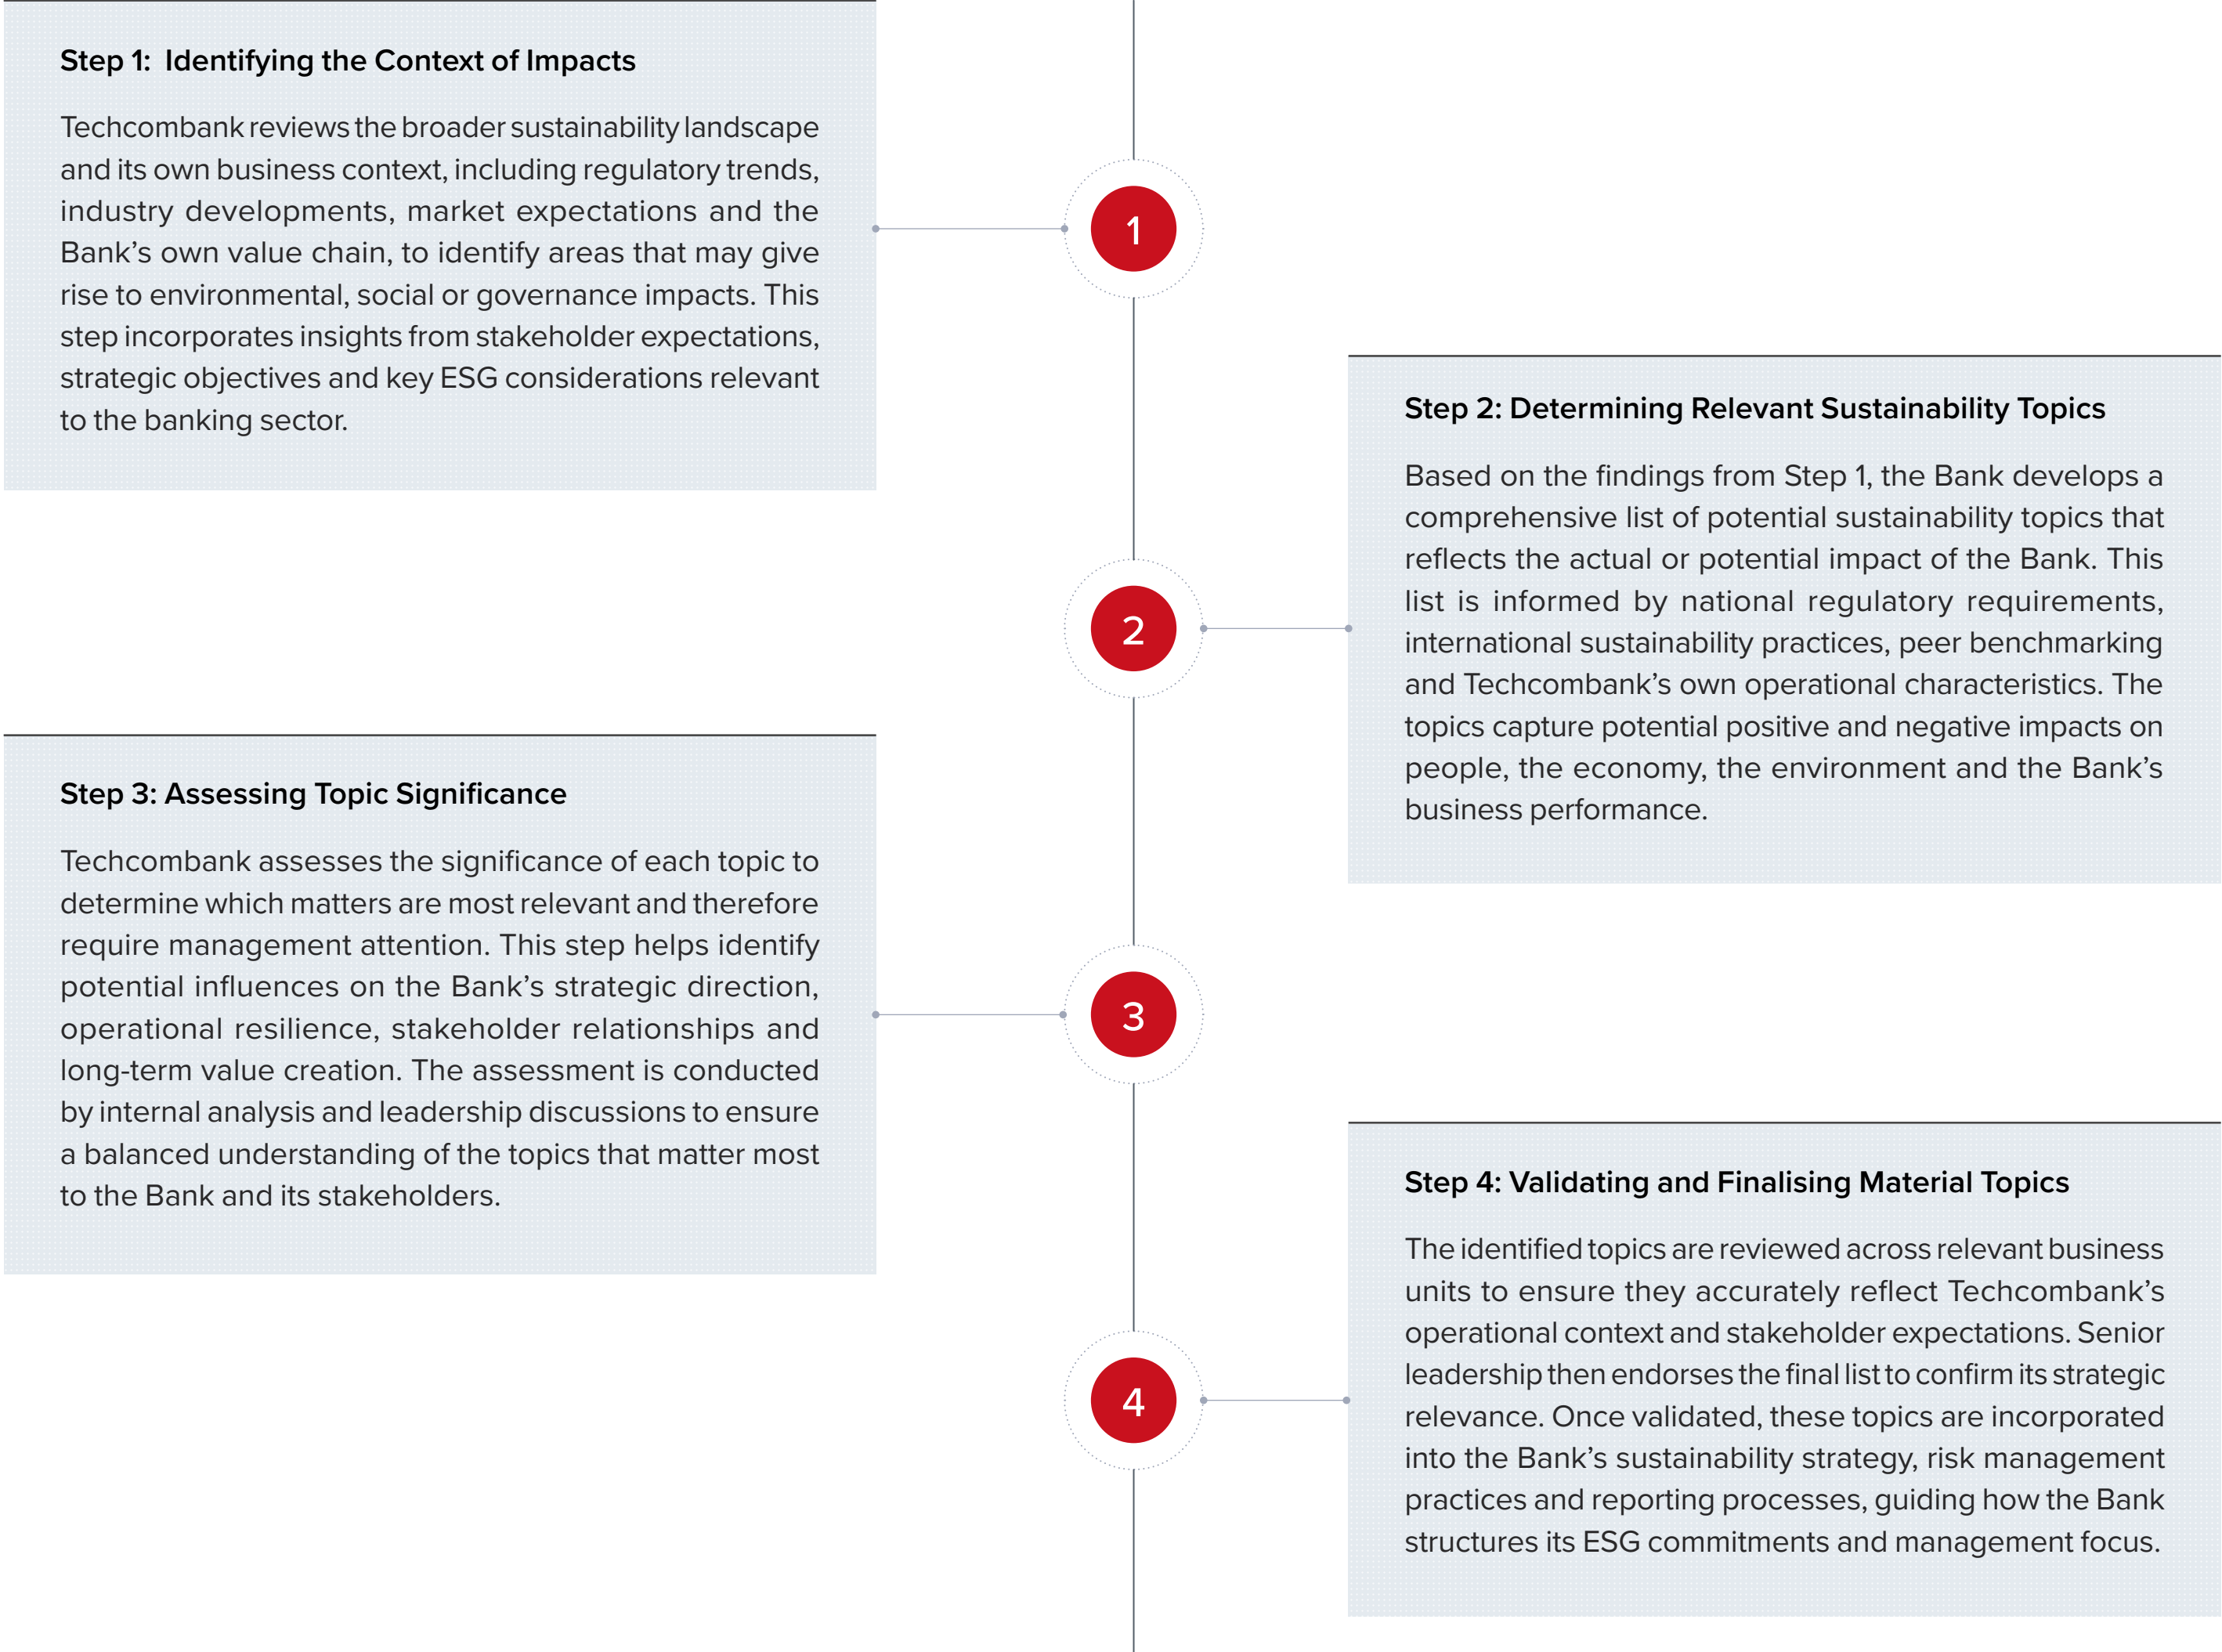 Step 1:  Identifying the Context of Impacts
Techcombank reviews the broader sustainability landscape
and its own business context, including regulatory trends,
industry developments, market expectations and the
Bank’s own value chain, to identify areas that may give
rise to environmental, social or governance impacts. This
step incorporates insights from stakeholder expectations,
strategic objectives and key ESG considerations relevant
to the banking sector.
1
Step 2: Determining Relevant Sustainability Topics
Based on the findings from Step 1, the Bank develops a
comprehensive list of potential sustainability topics that
reflects the actual or potential impact of the Bank. This
list is informed by national regulatory requirements,
international sustainability practices, peer benchmarking
and Techcombank’s own operational characteristics. The
topics capture potential positive and negative impacts on
people, the economy, the environment and the Bank’s
business performance.
2
Step 3: Assessing Topic Significance
Techcombank assesses the significance of each topic to
determine which matters are most relevant and therefore
require management attention. This step helps identify
potential influences on the Bank’s strategic direction,
operational resilience, stakeholder relationships and
long-term value creation. The assessment is conducted
by internal analysis and leadership discussions to ensure
a balanced understanding of the topics that matter most
to the Bank and its stakeholders.
3
Step 4: Validating and Finalising Material Topics
The identified topics are reviewed across relevant business
units to ensure they accurately reflect Techcombank’s
operational context and stakeholder expectations. Senior
leadership then endorses the final list to confirm its strategic
relevance. Once validated, these topics are incorporated
into the Bank’s sustainability strategy, risk management
practices and reporting processes, guiding how the Bank
structures its ESG commitments and management focus.
4